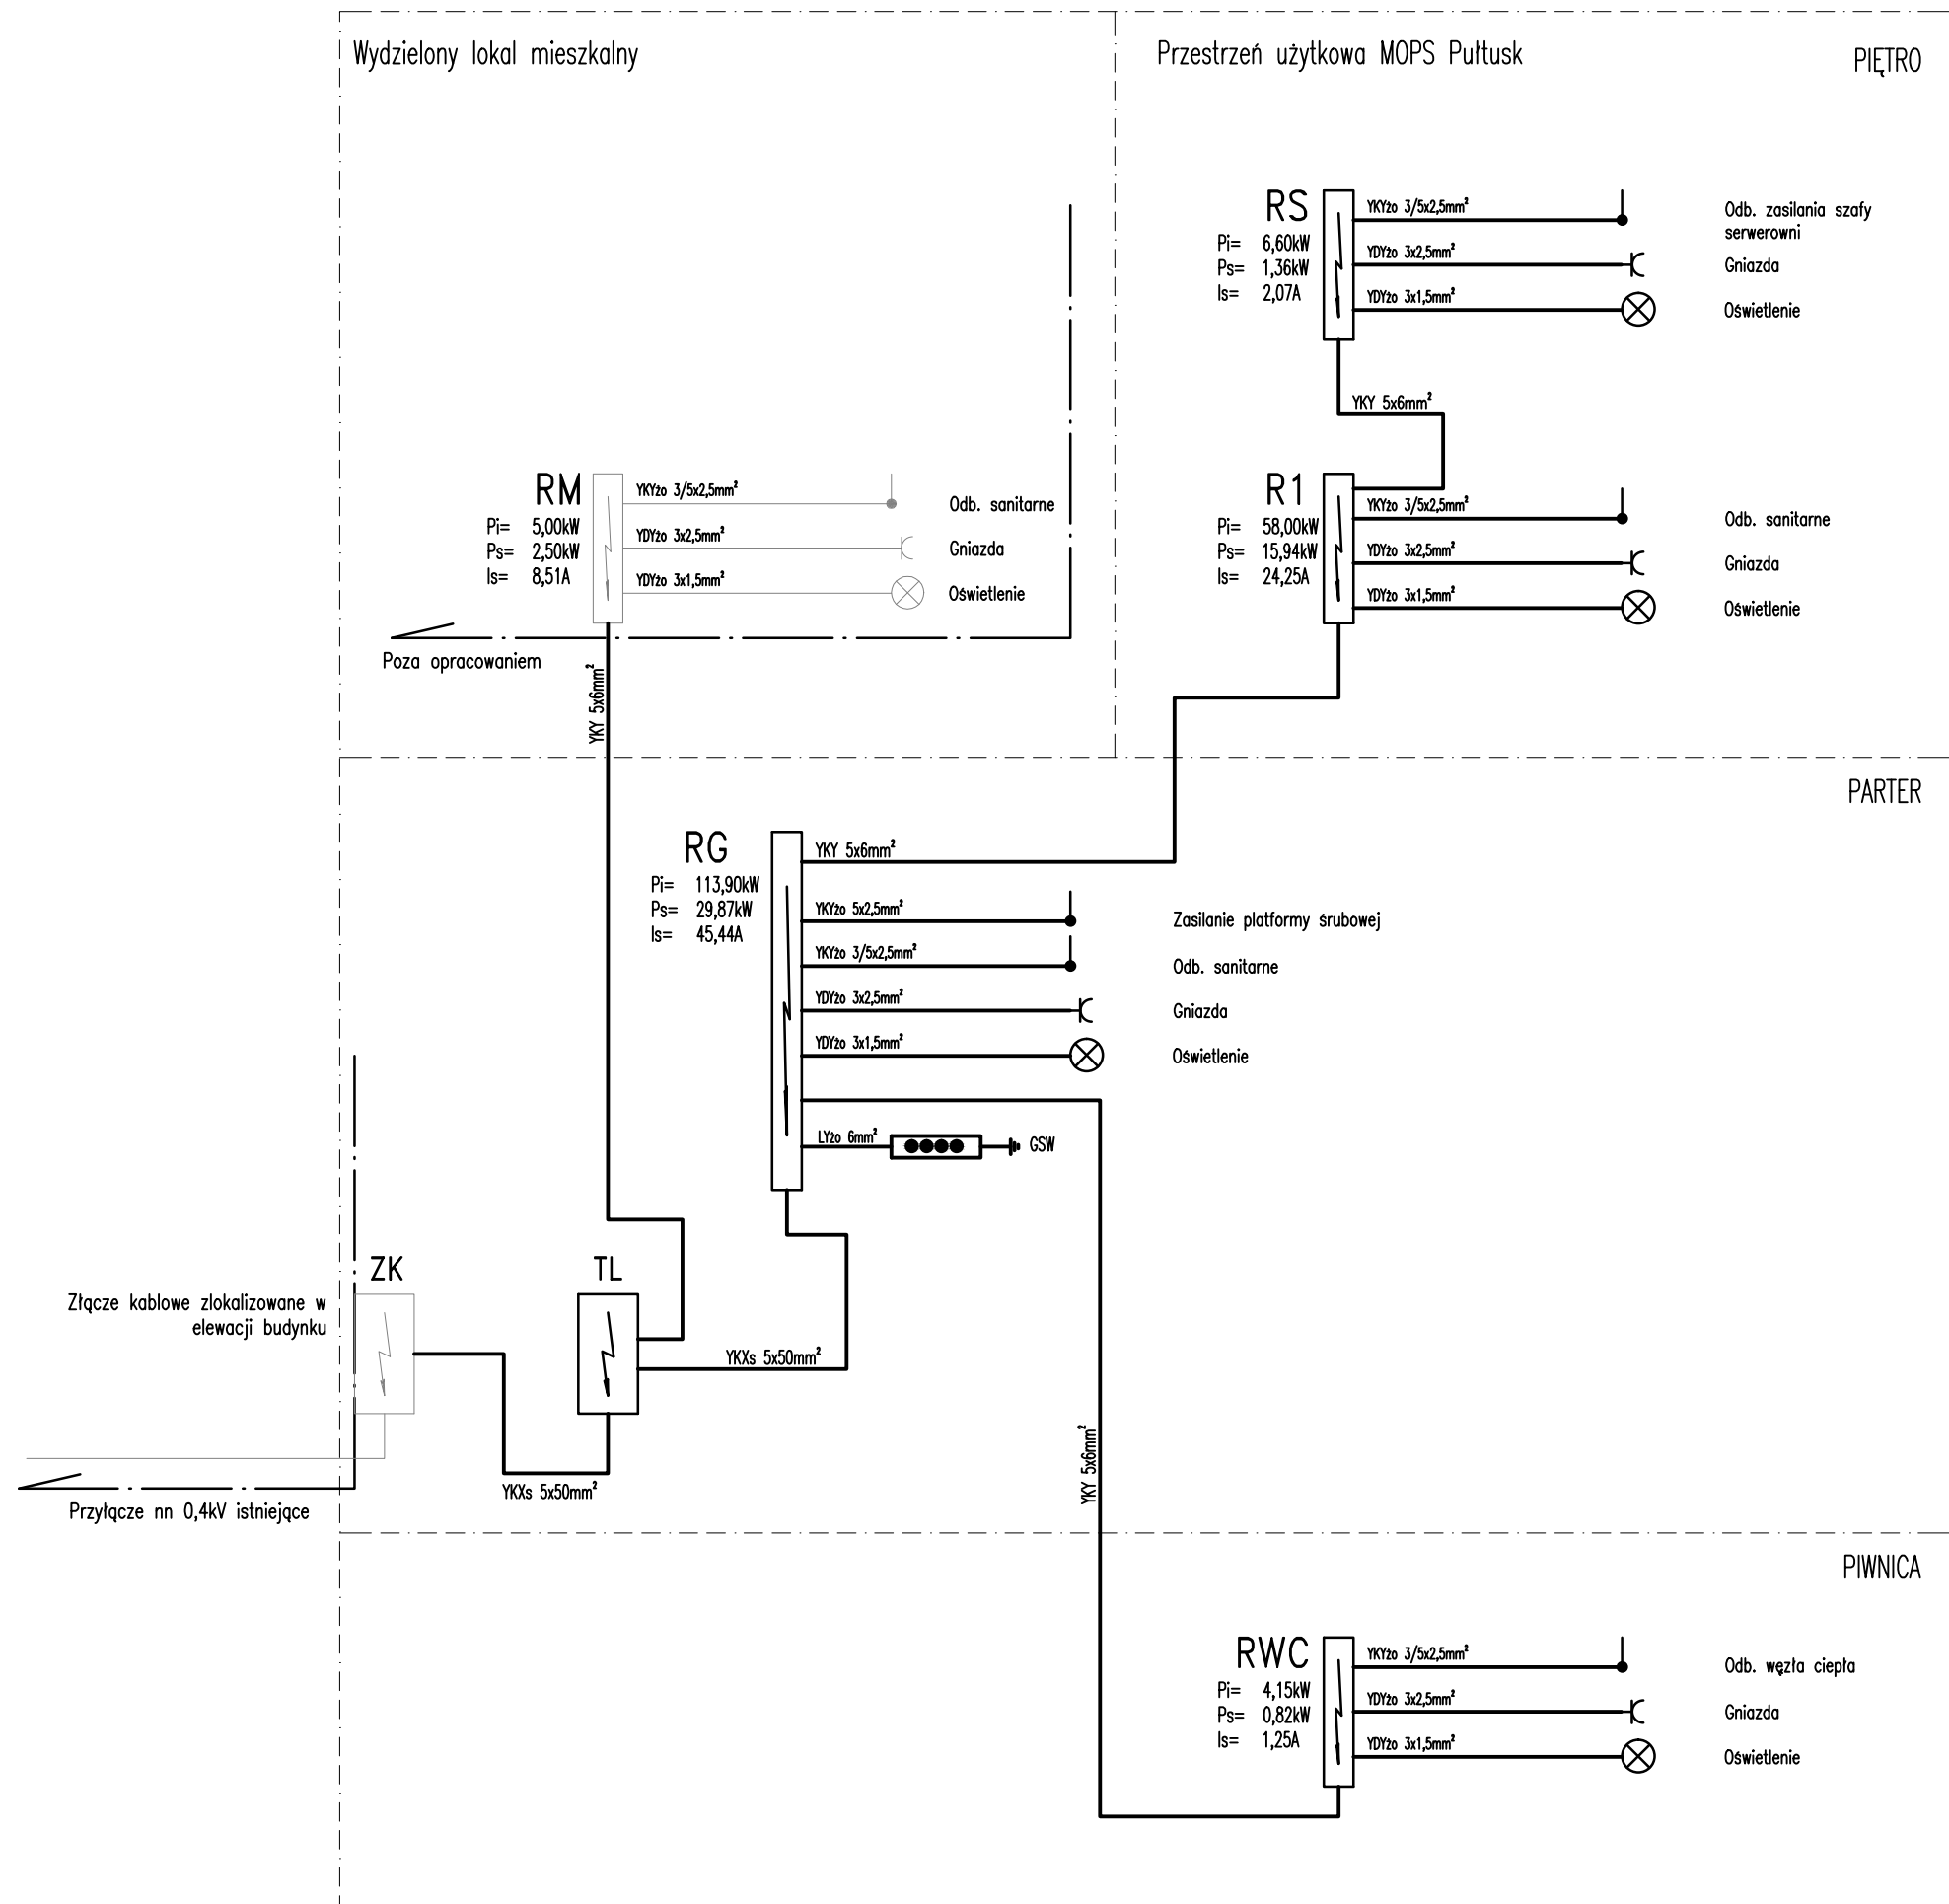 Wydzielony lokal mieszkalny
Przestrzeń użytkowa MOPS Pułtusk
PIĘTRO
RS
Pi= 6,60kW
Ps= 1,36kW
Is= 2,07A
YKYżo 3/5x2,5mm²
Odb. zasilania szafy
serwerowni
YDYżo 3x2,5mm²
Gniazda
YDYżo 3x1,5mm²
Oświetlenie
YKY 5x6mm²
RM
Pi= 5,00kW
Ps= 2,50kW
Is= 8,51A
YKYżo 3/5x2,5mm²
Odb. sanitarne
YDYżo 3x2,5mm²
Gniazda
YDYżo 3x1,5mm²
Oświetlenie
R1
Pi= 58,00kW
Ps= 15,94kW
Is= 24,25A
YKYżo 3/5x2,5mm²
Odb. sanitarne
YDYżo 3x2,5mm²
Gniazda
YDYżo 3x1,5mm²
Oświetlenie
Poza opracowaniem
YKY 5x6mm²
PARTER
RG
Pi= 113,90kW
Ps= 29,87kW
Is= 45,44A
YKY 5x6mm²
YKYżo 5x2,5mm²
Zasilanie platformy śrubowej
YKYżo 3/5x2,5mm²
Odb. sanitarne
YDYżo 3x2,5mm²
Gniazda
YDYżo 3x1,5mm²
Oświetlenie
LYżo 6mm²
GSW
ZK
TL
Złącze kablowe zlokalizowane w
elewacji budynku
YKXs 5x50mm²
YKXs 5x50mm²
YKY 5x6mm²
Przyłącze nn 0,4kV istniejące
PIWNICA
RWC
Pi= 4,15kW
Ps= 0,82kW
Is= 1,25A
YKYżo 3/5x2,5mm²
Odb. węzła ciepła
YDYżo 3x2,5mm²
Gniazda
YDYżo 3x1,5mm²
Oświetlenie